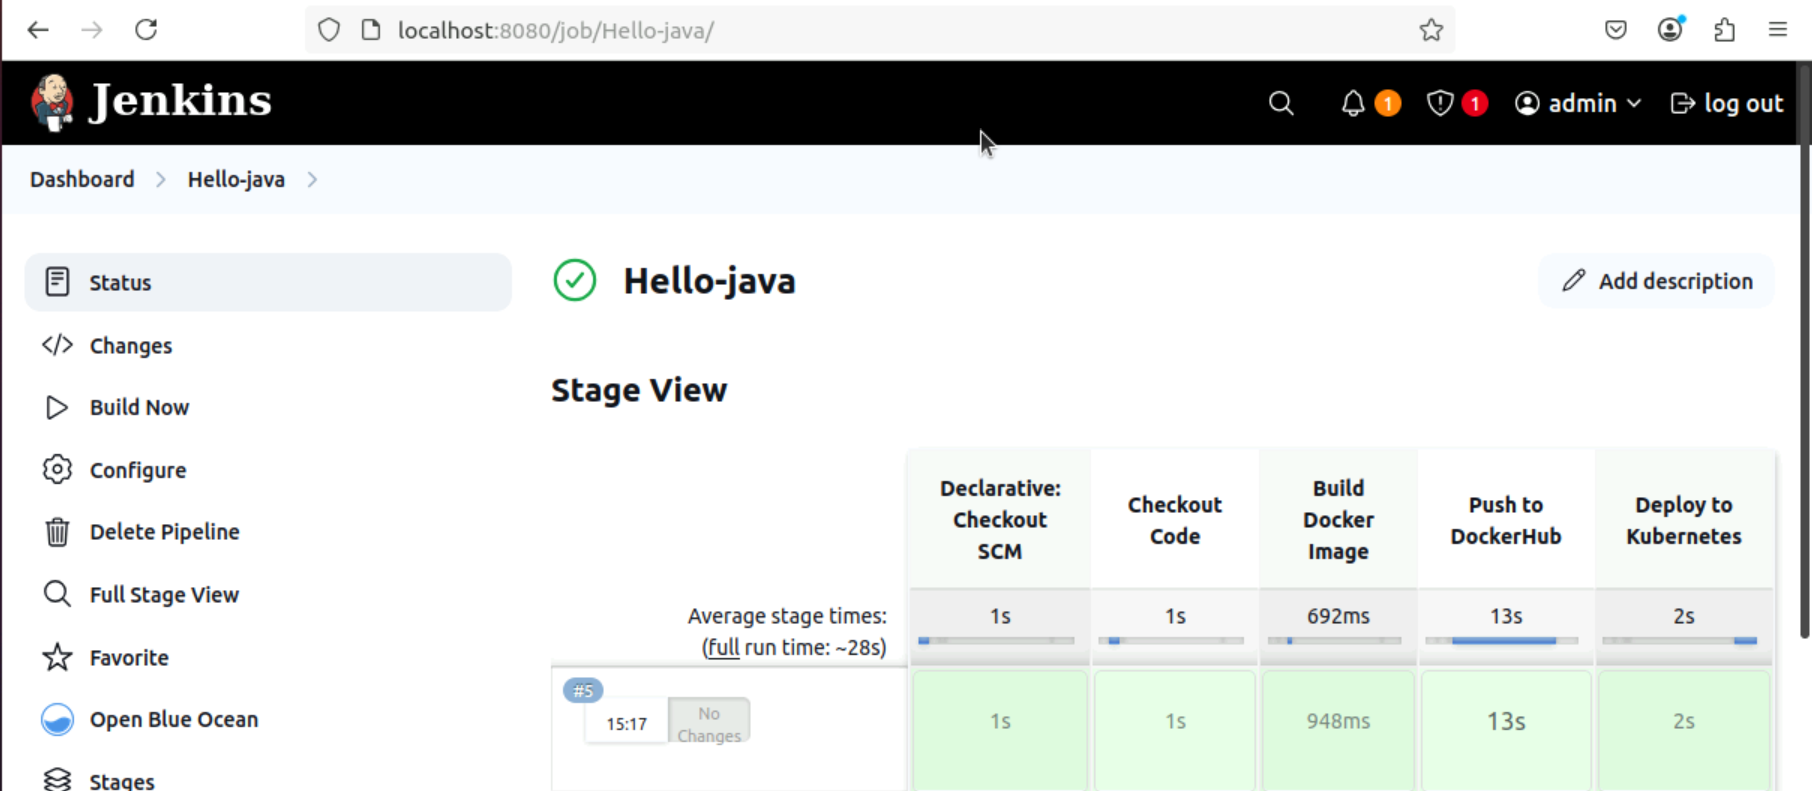 localhost:8080/job/Hello-java/
Jenkins
1
1
admin
log out
Dashboard
Hello-java
Status
Changes
Build Now
Configure
Delete Pipeline
Full Stage View
Favorite
Open Blue Ocean
Stages
Hello-java
Add description
Stage View
Declarative:
Checkout
SCM
Checkout
Code
Build
Docker
Image
Push to
DockerHub
Deploy to
Kubernetes
Average stage times:
(full run time: ~28s)
1s
1s
692ms
13s
2s
#5
15:17
No
Changes
1s
1s
948ms
13s
2s